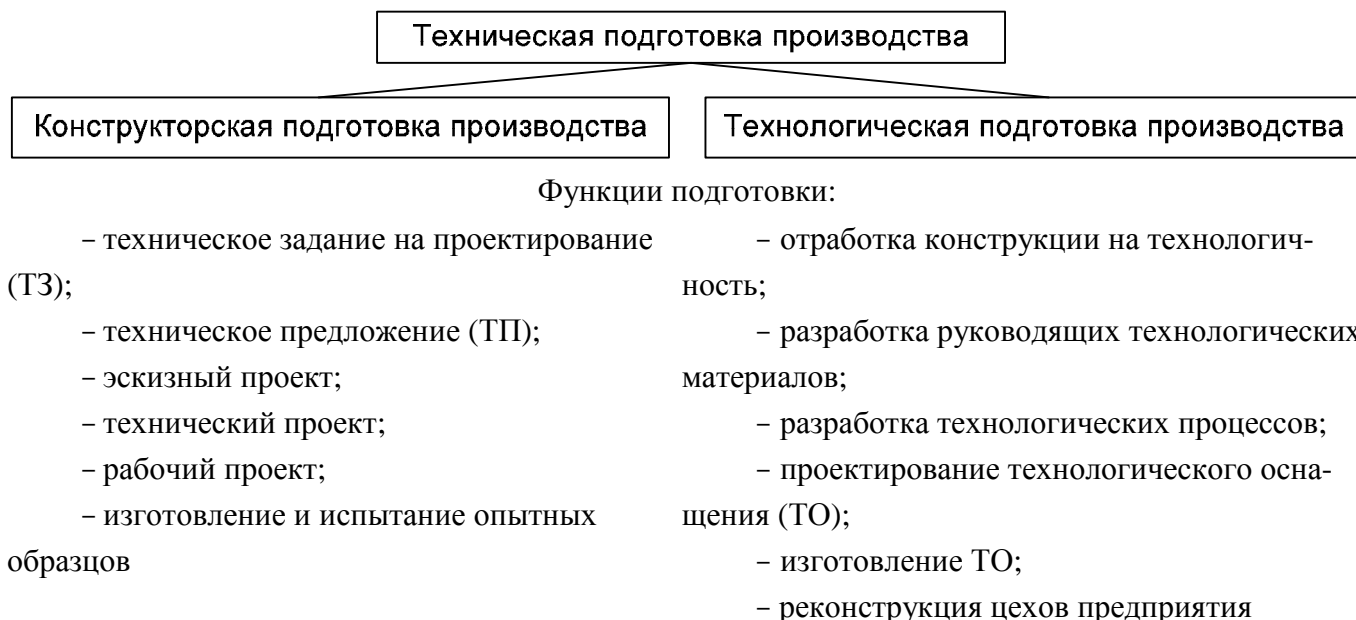 Техническая подготовка производства
Конструкторская подготовка производства
Технологическая подготовка производства
Функции подготовки:
– техническое задание на проектирование
(ТЗ);
– техническое предложение (ТП);
– эскизный проект;
– технический проект;
– рабочий проект;
– изготовление и испытание опытных
образцов
– отработка конструкции на технологич-
ность;
– разработка руководящих технологических
материалов;
– разработка технологических процессов;
– проектирование технологического осна-
щения (ТО);
– изготовление ТО;
– реконструкция цехов предприятия